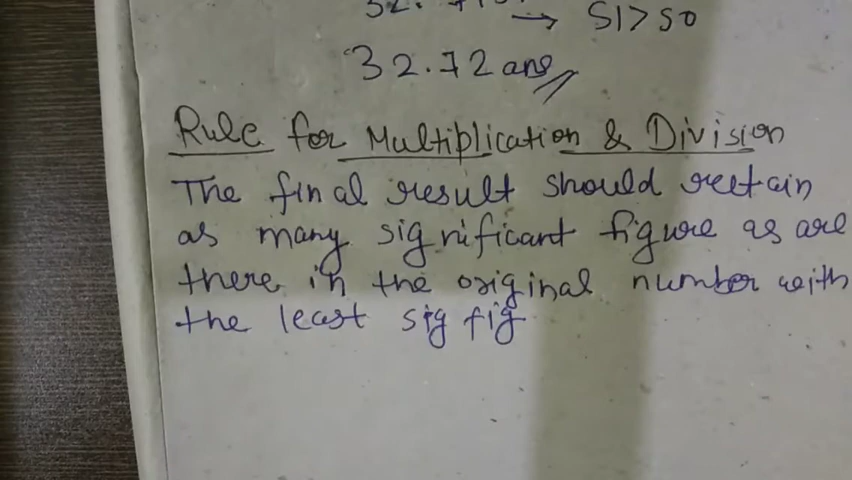 → 51>50
32.72 ans
Rule for Multiplication & Division
The final result should reetain
as many significant figure as are
there in the original number with
the least sig fig